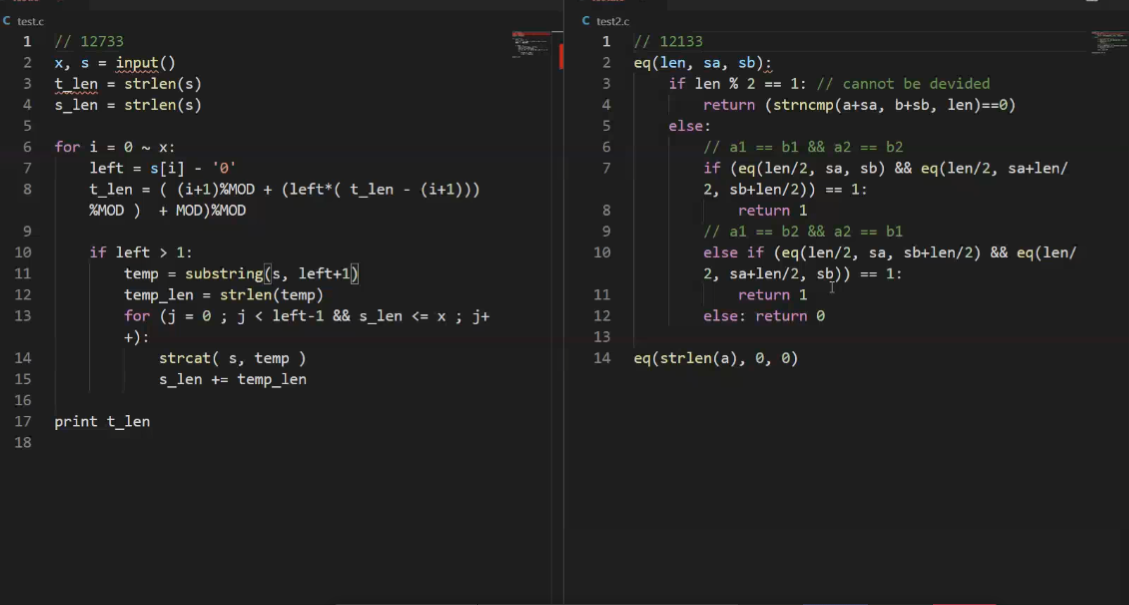 C test.c
1 // 12733
2 x, s = input()
3 t_len = strlen(s)
4 s_len = strlen(s)
5
6 for i = 0 ~ x:
7 left = s[i] - '0'
8 t_len = ( (i+1)%MOD + (left*( t_len - (i+1)))
%MOD ) + MOD)%MOD
9
10 if left > 1:
11 temp = substring(s, left+1)
12 temp_len = strlen(temp)
13 for (j = 0 ; j < left-1 && s_len <= x ; j+
+):
14 strcat( s, temp )
15 s_len += temp_len
16
17 print t_len
18
C test2.c
1 // 12133
2 eq(len, sa, sb):
3 if len % 2 == 1: // cannot be devided
4 return (strncmp(a+sa, b+sb, len)==0)
5 else:
6 // a1 == b1 && a2 == b2
7 if (eq(len/2, sa, sb) && eq(len/2, sa+len/
2, sb+len/2)) == 1:
8 return 1
9 // a1 == b2 && a2 == b1
10 else if (eq(len/2, sa, sb+len/2) && eq(len/
2, sa+len/2, sb)) == 1:
11 return 1
12 else: return 0
13
14 eq(strlen(a), 0, 0)